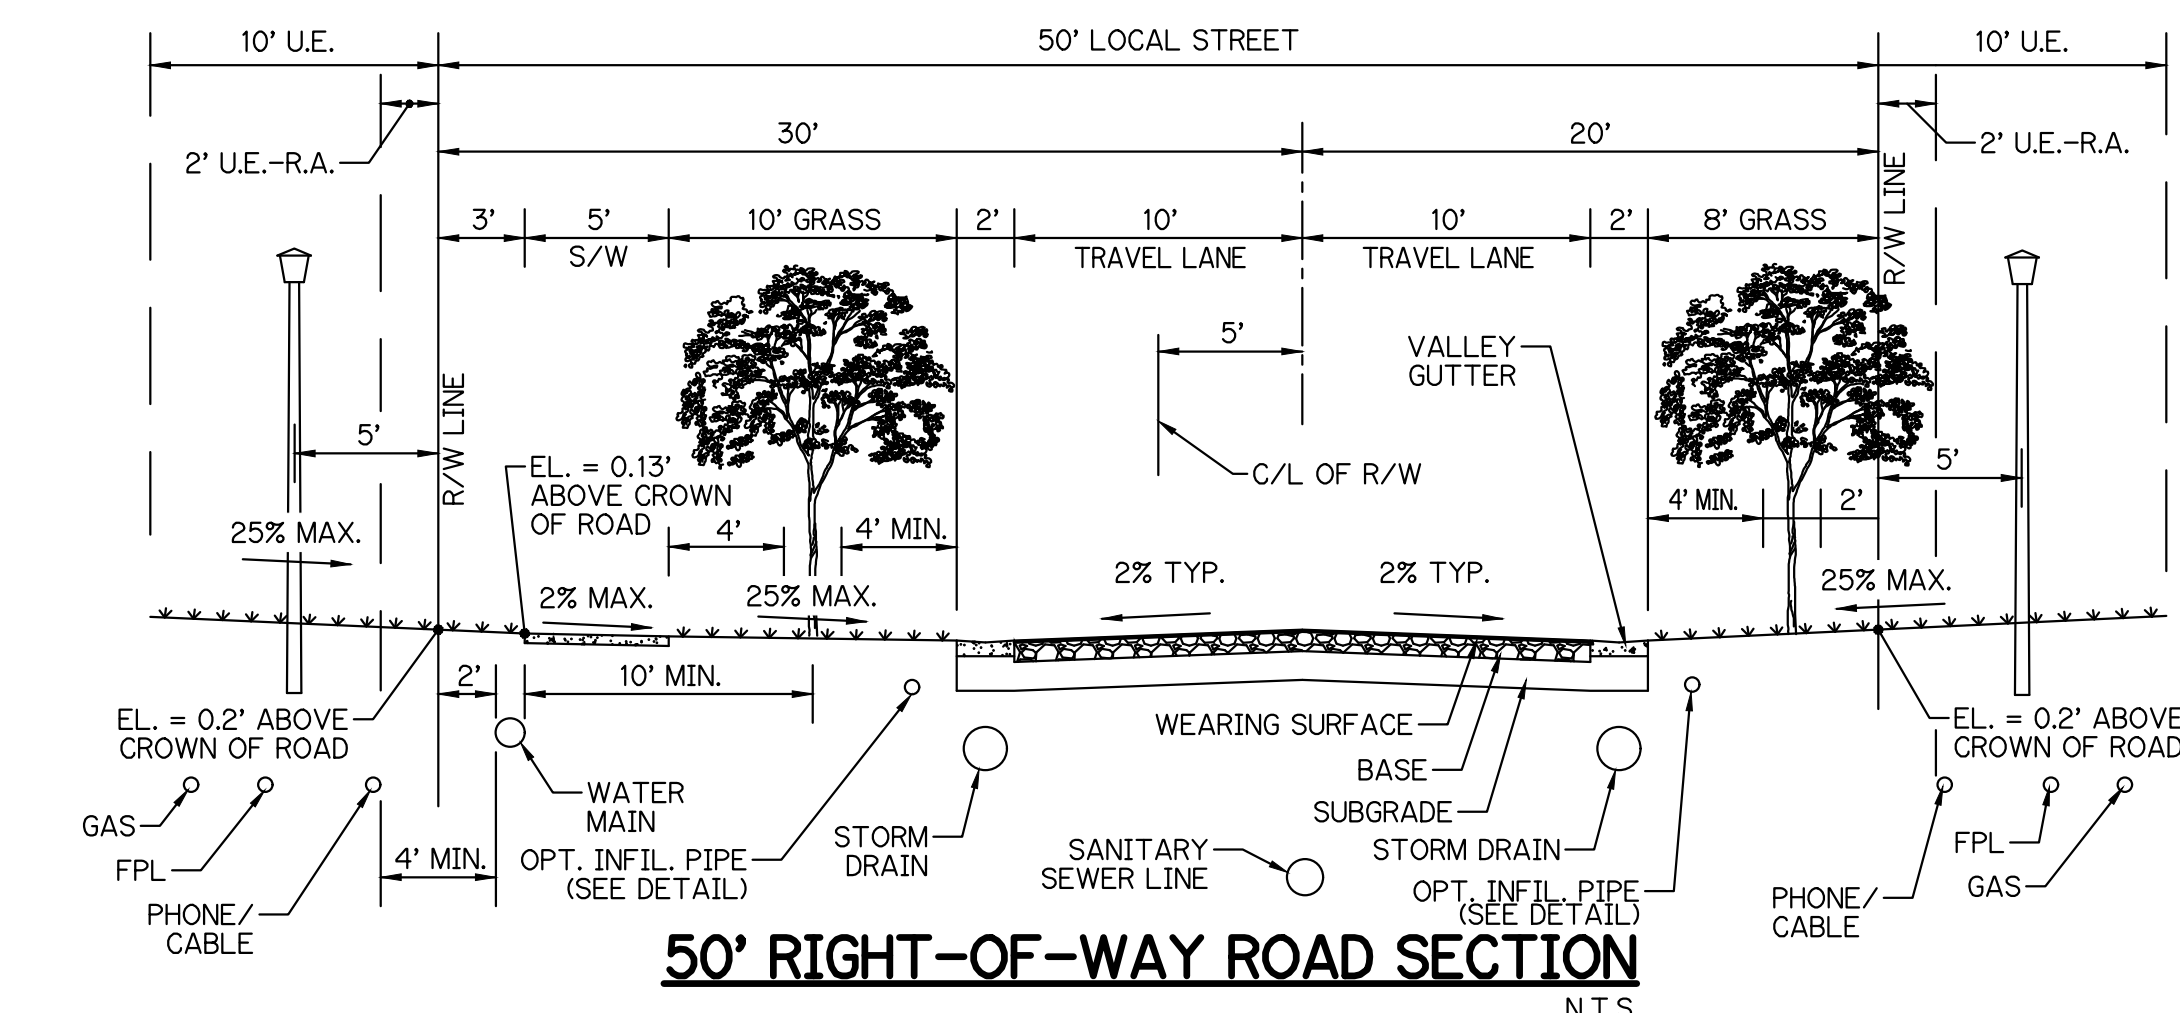 10' U.E.
50' LOCAL STREET
10' U.E.
2' U.E.-R.A.
30'
20'
2' U.E.-R.A.
R/W LINE
3'
5'
S/W
10' GRASS
2'
10'
TRAVEL LANE
10'
TRAVEL LANE
2'
8' GRASS
5'
VALLEY
GUTTER
C/L OF R/W
R/W LINE
5'
25% MAX.
EL. = 0.13'
ABOVE CROWN
OF ROAD
4'
4' MIN.
4' MIN.
2'
5'
2% MAX.
25% MAX.
2% TYP.
2% TYP.
25% MAX.
2'
10' MIN.
EL. = 0.2' ABOVE
CROWN OF ROAD
WEARING SURFACE
BASE
SUBGRADE
EL. = 0.2' ABOVE
CROWN OF ROAD
GAS
FPL
PHONE/
CABLE
4' MIN.
WATER
MAIN
OPT. INFIL. PIPE
(SEE DETAIL)
STORM
DRAIN
SANITARY
SEWER LINE
STORM DRAIN
OPT. INFIL. PIPE
(SEE DETAIL)
PHONE/
CABLE
FPL
GAS
50' RIGHT-OF-WAY ROAD SECTION
N.T.S.